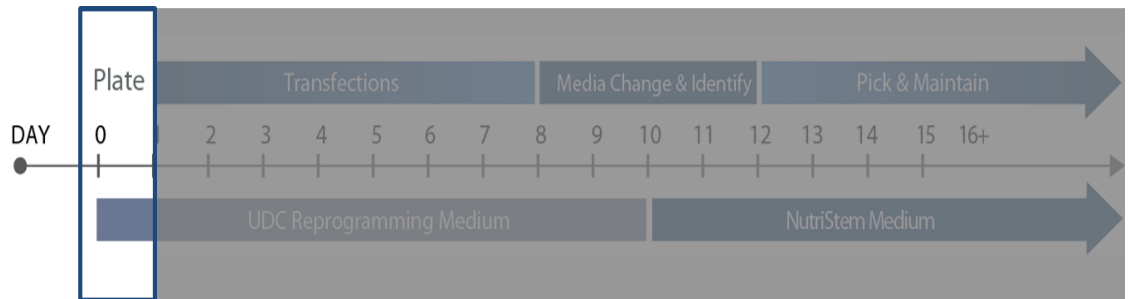 Plate Transfections Media Change & Identify Pick & Maintain
DAY 0 1 2 3 4 5 6 7 8 9 10 11 12 13 14 15 16+
UDC Reprogramming Medium NutriStem Medium